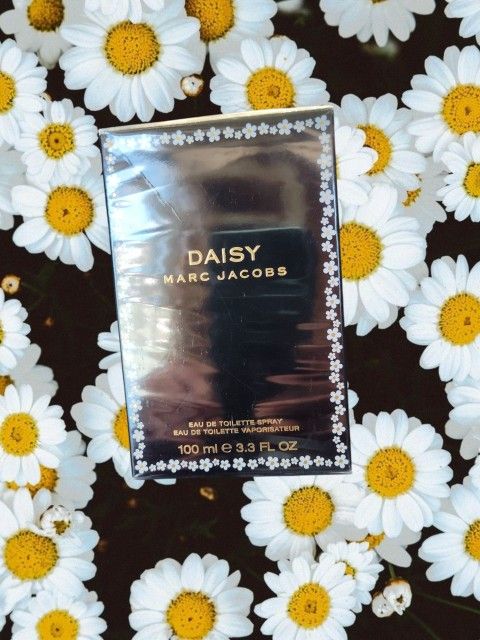 DAISY
MARC JACOBS
EAU DE TOILETTE SPRAY
EAU DE TOILETTE VAPORISATEUR
100 ml ℮ 3.3 FL OZ